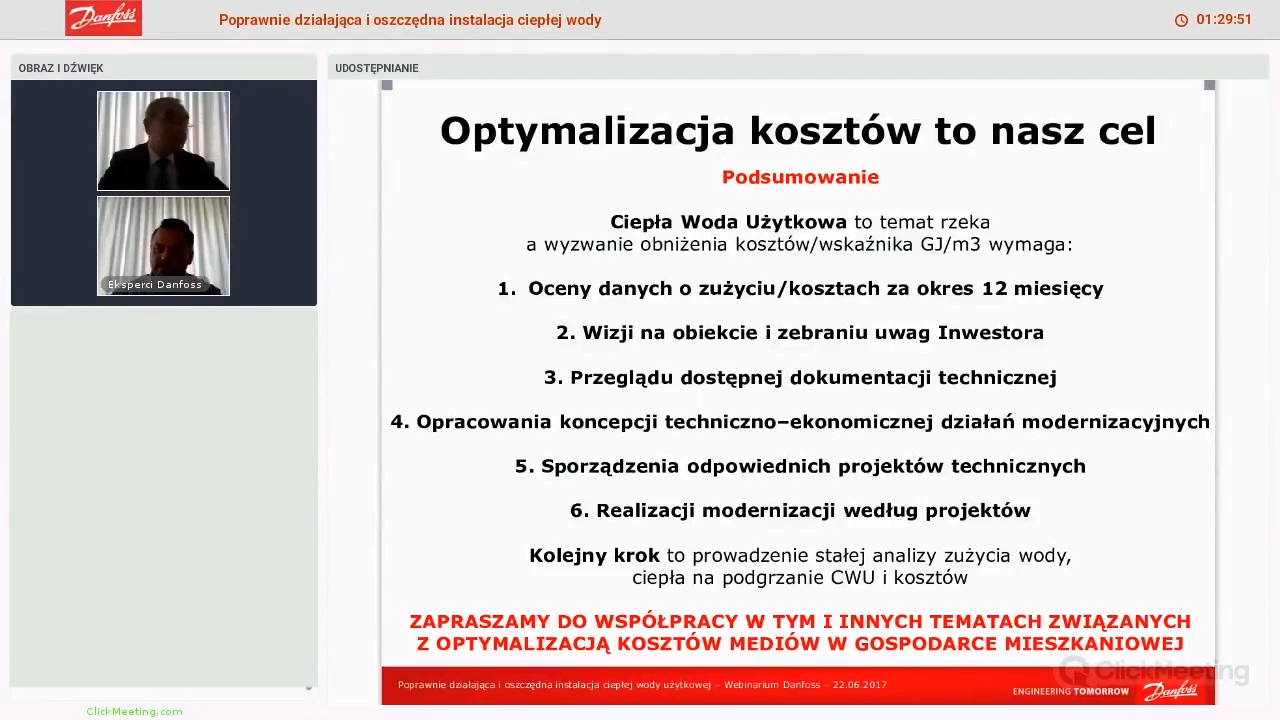 Danfoss
Poprawnie działająca i oszczędna instalacja ciepłej wody
01:29:51
OBRAZ I DŹWIĘK
Eksperci Danfoss
UDOSTĘPNIANIE
Optymalizacja kosztów to nasz cel
Podsumowanie
Ciepła Woda Użytkowa to temat rzeka
a wyzwanie obniżenia kosztów/wskaźnika GJ/m3 wymaga:
1. Oceny danych o zużyciu/kosztach za okres 12 miesięcy
2. Wizji na obiekcie i zebraniu uwag Inwestora
3. Przeglądu dostępnej dokumentacji technicznej
4. Opracowania koncepcji techniczno–ekonomicznej działań modernizacyjnych
5. Sporządzenia odpowiednich projektów technicznych
6. Realizacji modernizacji według projektów
Kolejny krok to prowadzenie stałej analizy zużycia wody,
ciepła na podgrzanie CWU i kosztów
ZAPRASZAMY DO WSPÓŁPRACY W TYM I INNYCH TEMATACH ZWIĄZANYCH
Z OPTYMALIZACJĄ KOSZTÓW MEDIÓW W GOSPODARCE MIESZKANIOWEJ
Poprawnie działająca i oszczędna instalacja ciepłej wody użytkowej – Webinarium Danfoss – 22.06.2017
ENGINEERING TOMORROW
Danfoss
ClickMeeting
ClickMeeting.com